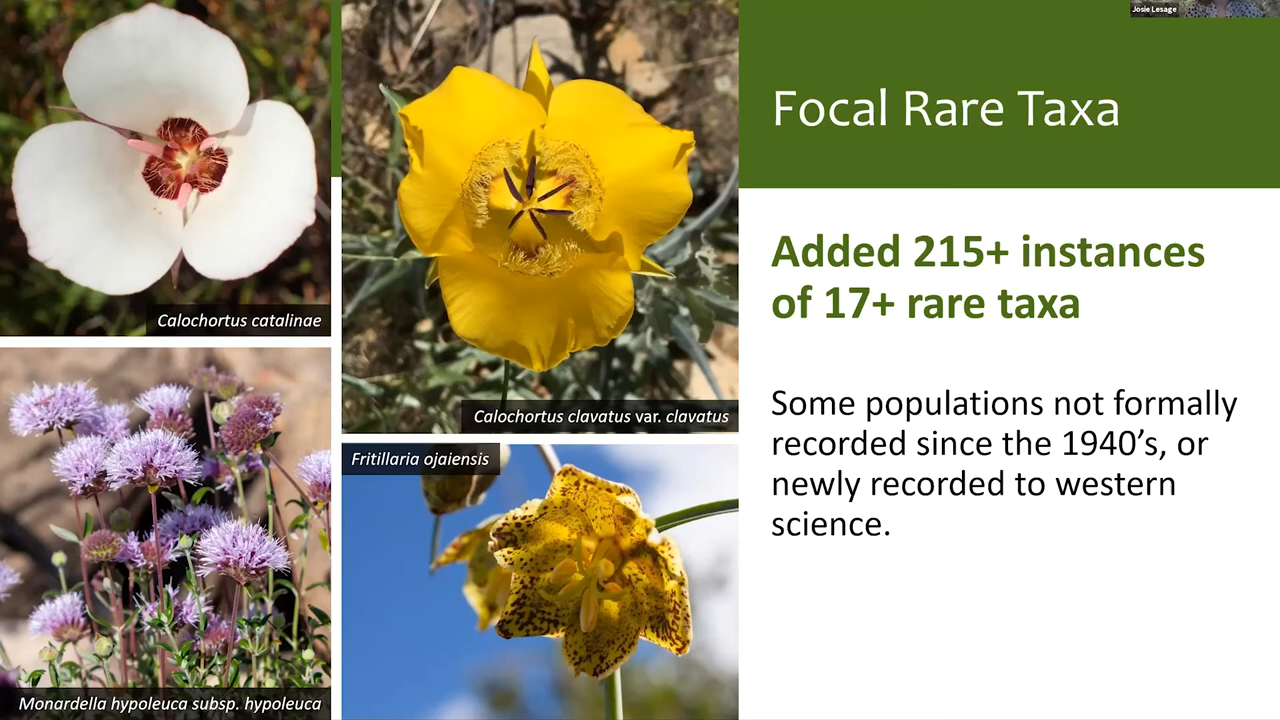 Josie Lesage
Focal Rare Taxa
Calochortus catalinae
Calochortus clavatus var. clavatus
Fritillaria ojaiensis
Monardella hypoleuca subsp. hypoleuca
Added 215+ instances
of 17+ rare taxa
Some populations not formally
recorded since the 1940’s, or
newly recorded to western
science.